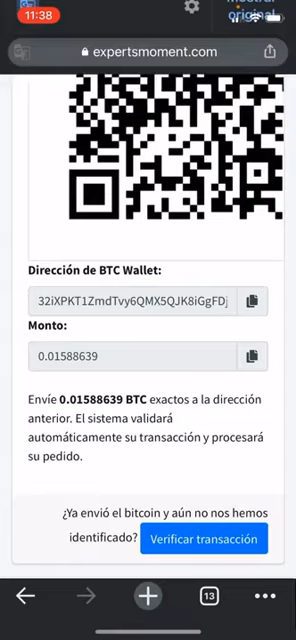 11:38
mostrar
original
expertsmoment.com
Dirección de BTC Wallet:
32iXPKT1ZmdTvy6QMX5QJK8iGgFD
Monto:
0.01588639
Envíe 0.01588639 BTC exactos a la dirección
anterior. El sistema validará
automáticamente su transacción y procesará
su pedido.
¿Ya envió el bitcoin y aún no nos hemos
identificado? Verificar transacción
13